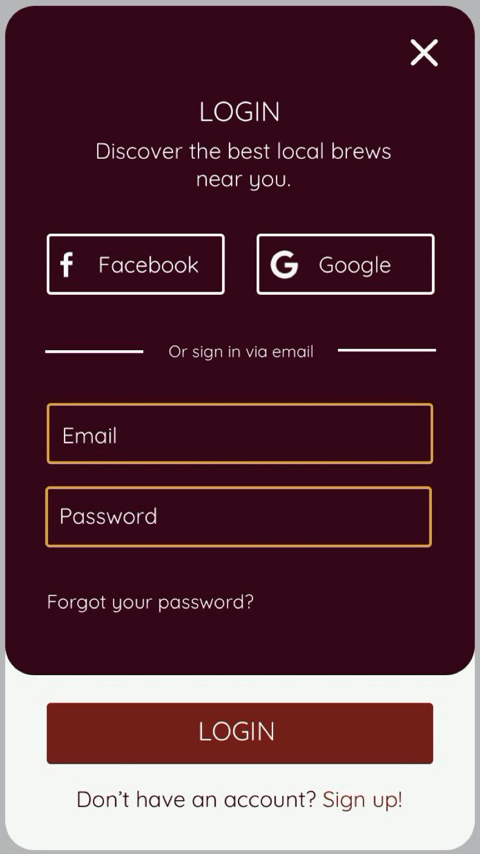 LOGIN
Discover the best local brews
near you.
Facebook
Google
Or sign in via email
Email
Password
Forgot your password?
LOGIN
Don't have an account? Sign up!